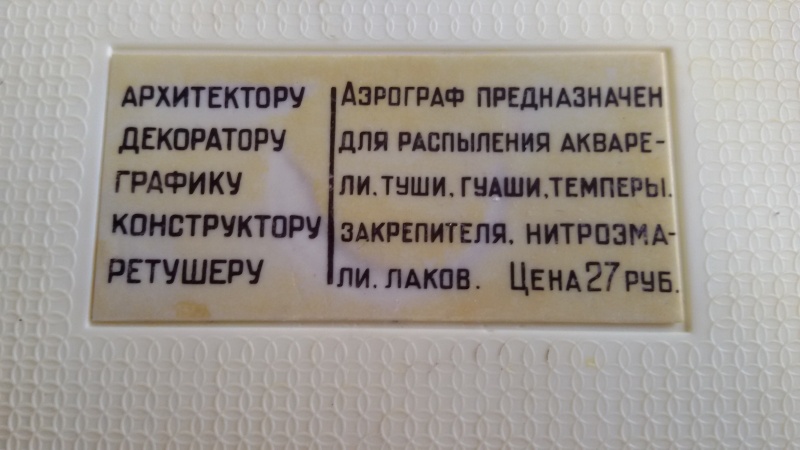 АРХИТЕКТОРУ
ДЕКОРАТОРУ
ГРАФИКУ
КОНСТРУКТОРУ
РЕТУШЕРУ
АЭРОГРАФ ПРЕДНАЗНАЧЕН
ДЛЯ РАСПЫЛЕНИЯ АКВАРЕ-
ЛИ, ТУШИ, ГУАШИ, ТЕМПЕРЫ,
ЗАКРЕПИТЕЛЯ, НИТРОЭМА-
ЛИ, ЛАКОВ. ЦЕНА 27 РУБ.